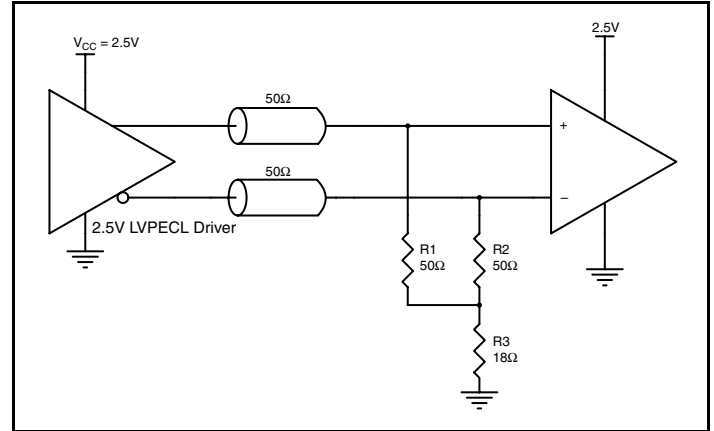 2.5V
V_CC = 2.5V
50Ω
+
50Ω
–
2.5V LVPECL Driver
R1
50Ω
R2
50Ω
R3
18Ω